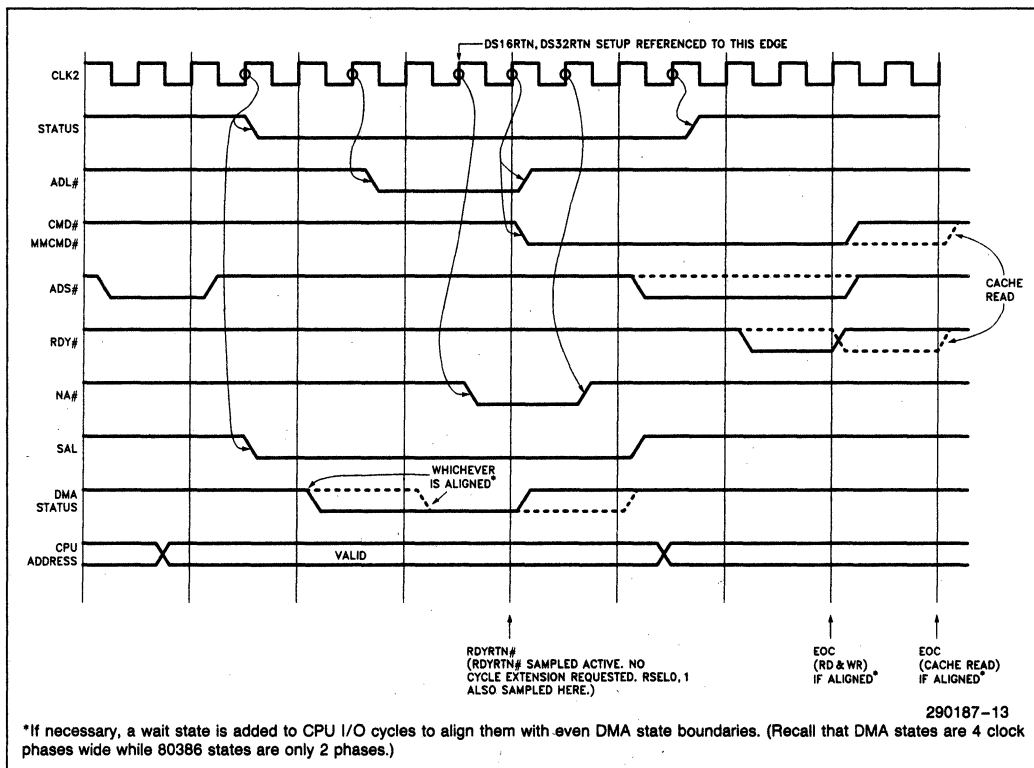 DS16RTN, DS32RTN SETUP REFERENCED TO THIS EDGE
CLK2
STATUS
ADL#
CMD#
MMCMD#
ADS#
CACHE
READ
RDY#
NA#
SAL
WHICHEVER
IS ALIGNED*
DMA
STATUS
CPU
ADDRESS
VALID
RDYRTN#
(RDYRTN# SAMPLED ACTIVE. NO
CYCLE EXTENSION REQUESTED. RSEL0, 1
ALSO SAMPLED HERE.)
EOC
(RD & WR)
IF ALIGNED*
EOC
(CACHE READ)
IF ALIGNED*
290187–13
*If necessary, a wait state is added to CPU I/O cycles to align them with even DMA state boundaries. (Recall that DMA states are 4 clock
phases wide while 80386 states are only 2 phases.)